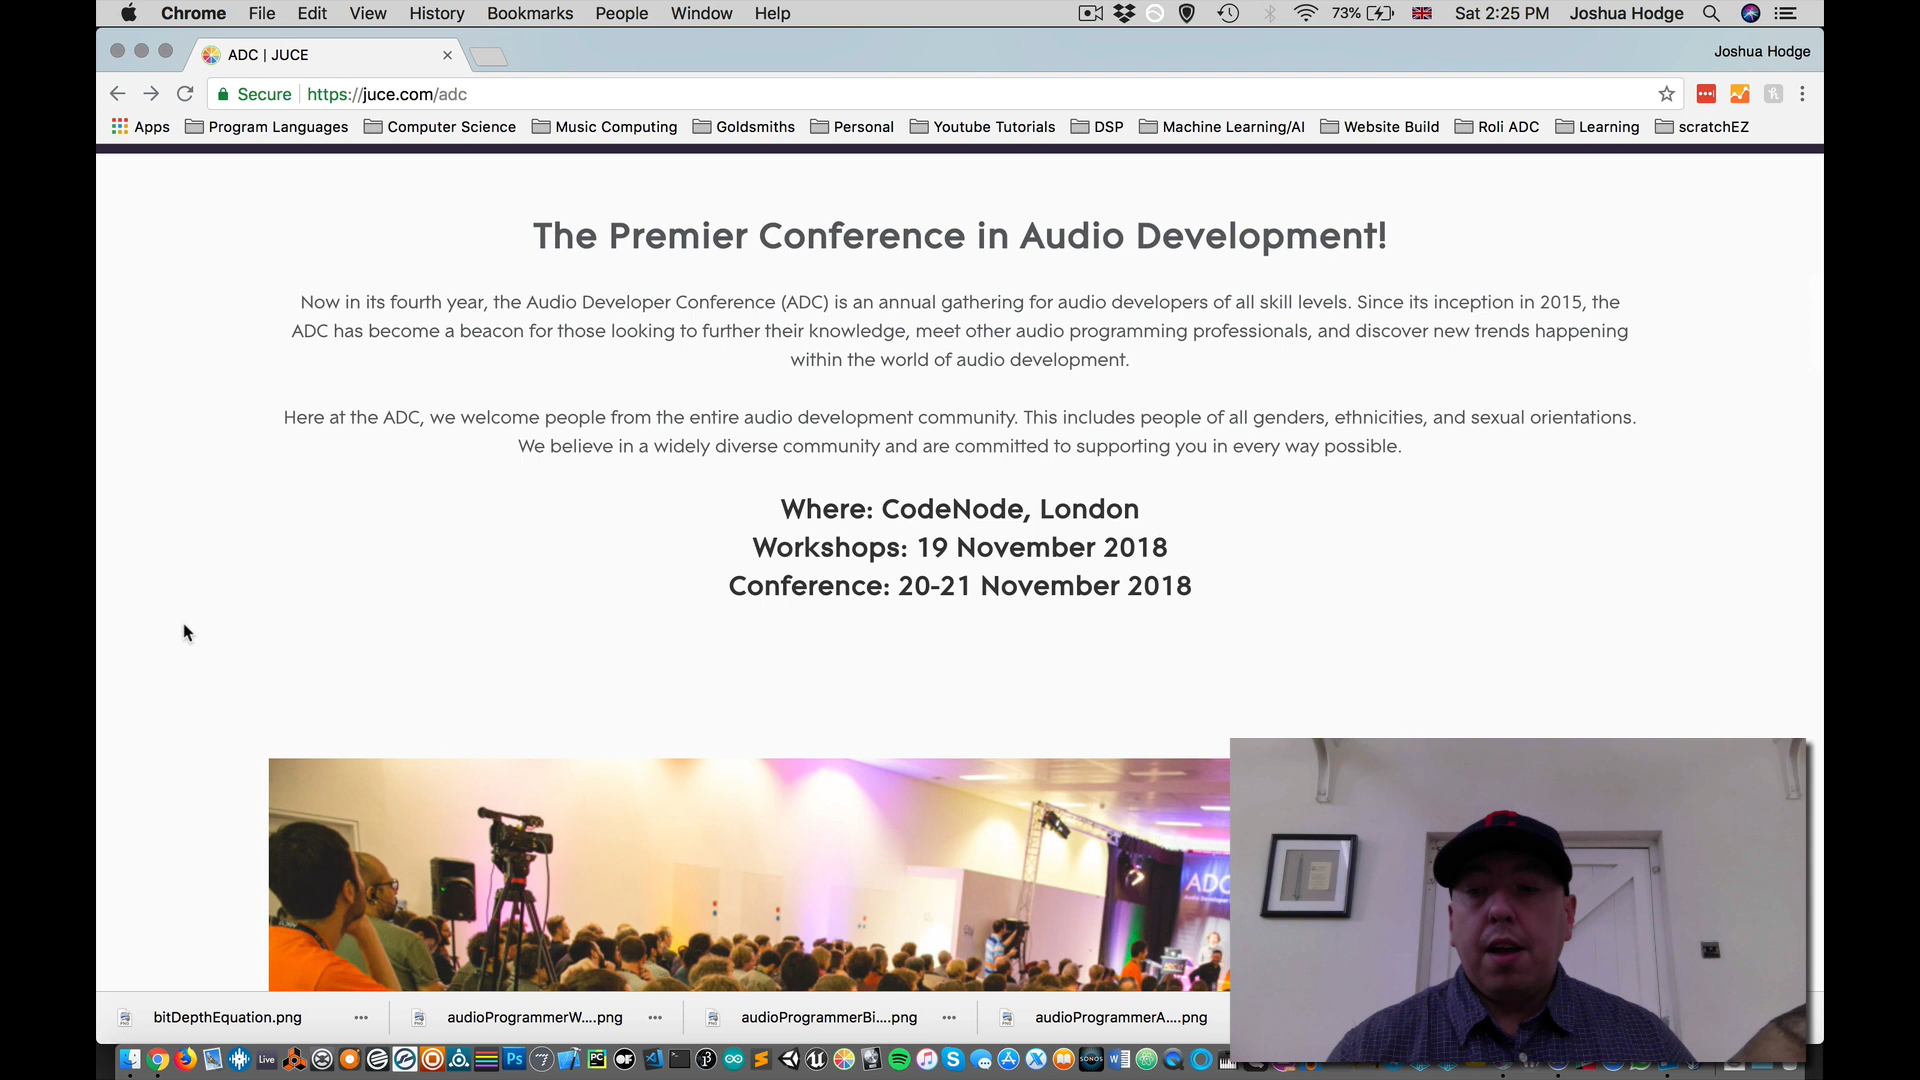 Chrome File Edit View History Bookmarks People Window Help 73% Sat 2:25 PM Joshua Hodge
ADC | JUCE Joshua Hodge
Secure https://juce.com/adc
Apps Program Languages Computer Science Music Computing Goldsmiths Personal Youtube Tutorials DSP Machine Learning/AI Website Build Roli ADC Learning scratchEZ
The Premier Conference in Audio Development!
Now in its fourth year, the Audio Developer Conference (ADC) is an annual gathering for audio developers of all skill levels. Since its inception in 2015, the
ADC has become a beacon for those looking to further their knowledge, meet other audio programming professionals, and discover new trends happening
within the world of audio development.
Here at the ADC, we welcome people from the entire audio development community. This includes people of all genders, ethnicities, and sexual orientations.
We believe in a widely diverse community and are committed to supporting you in every way possible.
Where: CodeNode, London
Workshops: 19 November 2018
Conference: 20-21 November 2018
ADC
bitDepthEquation.png audioProgrammerW....png audioProgrammerBi....png audioProgrammerA....png
Live Ps PC SONOS